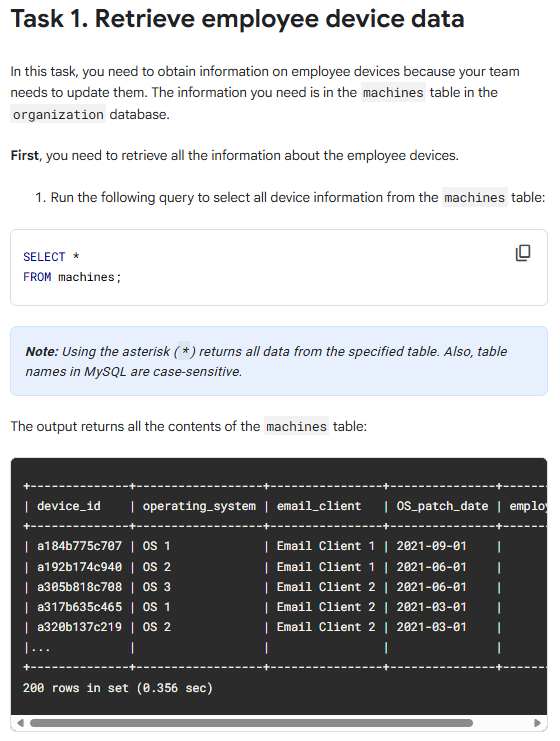 Task 1. Retrieve employee device data
In this task, you need to obtain information on employee devices because your team
needs to update them. The information you need is in the machines table in the
organization database.
First, you need to retrieve all the information about the employee devices.
1. Run the following query to select all device information from the machines table:
SELECT *
FROM machines;
Note: Using the asterisk (*) returns all data from the specified table. Also, table
names in MySQL are case-sensitive.
The output returns all the contents of the machines table:
+--------------+------------------+----------------+---------------+------
| device_id | operating_system | email_client | OS_patch_date | employ
+--------------+------------------+----------------+---------------+------
| a184b775c707 | OS 1 | Email Client 1 | 2021-09-01 |
| a192b174c940 | OS 2 | Email Client 1 | 2021-06-01 |
| a305b818c708 | OS 3 | Email Client 2 | 2021-06-01 |
| a317b635c465 | OS 1 | Email Client 2 | 2021-03-01 |
| a320b137c219 | OS 2 | Email Client 2 | 2021-03-01 |
|... | | | |
+--------------+------------------+----------------+---------------+------
200 rows in set (0.356 sec)